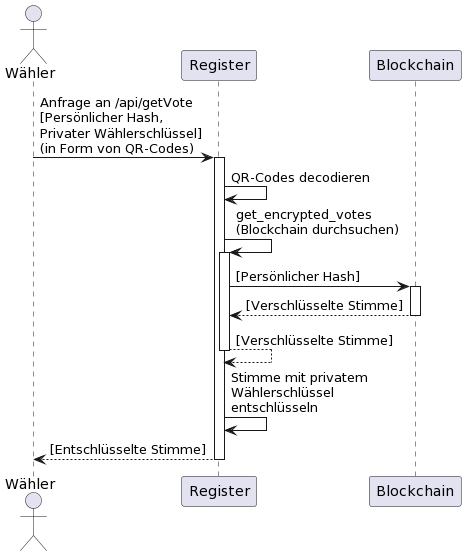 Wähler
Register
Blockchain
Anfrage an /api/getVote
[Persönlicher Hash,
Privater Wählerschlüssel]
(in Form von QR-Codes)
QR-Codes decodieren
get_encrypted_votes
(Blockchain durchsuchen)
[Persönlicher Hash]
[Verschlüsselte Stimme]
[Verschlüsselte Stimme]
Stimme mit privatem
Wählerschlüssel
entschlüsseln
[Entschlüsselte Stimme]
Wähler
Register
Blockchain